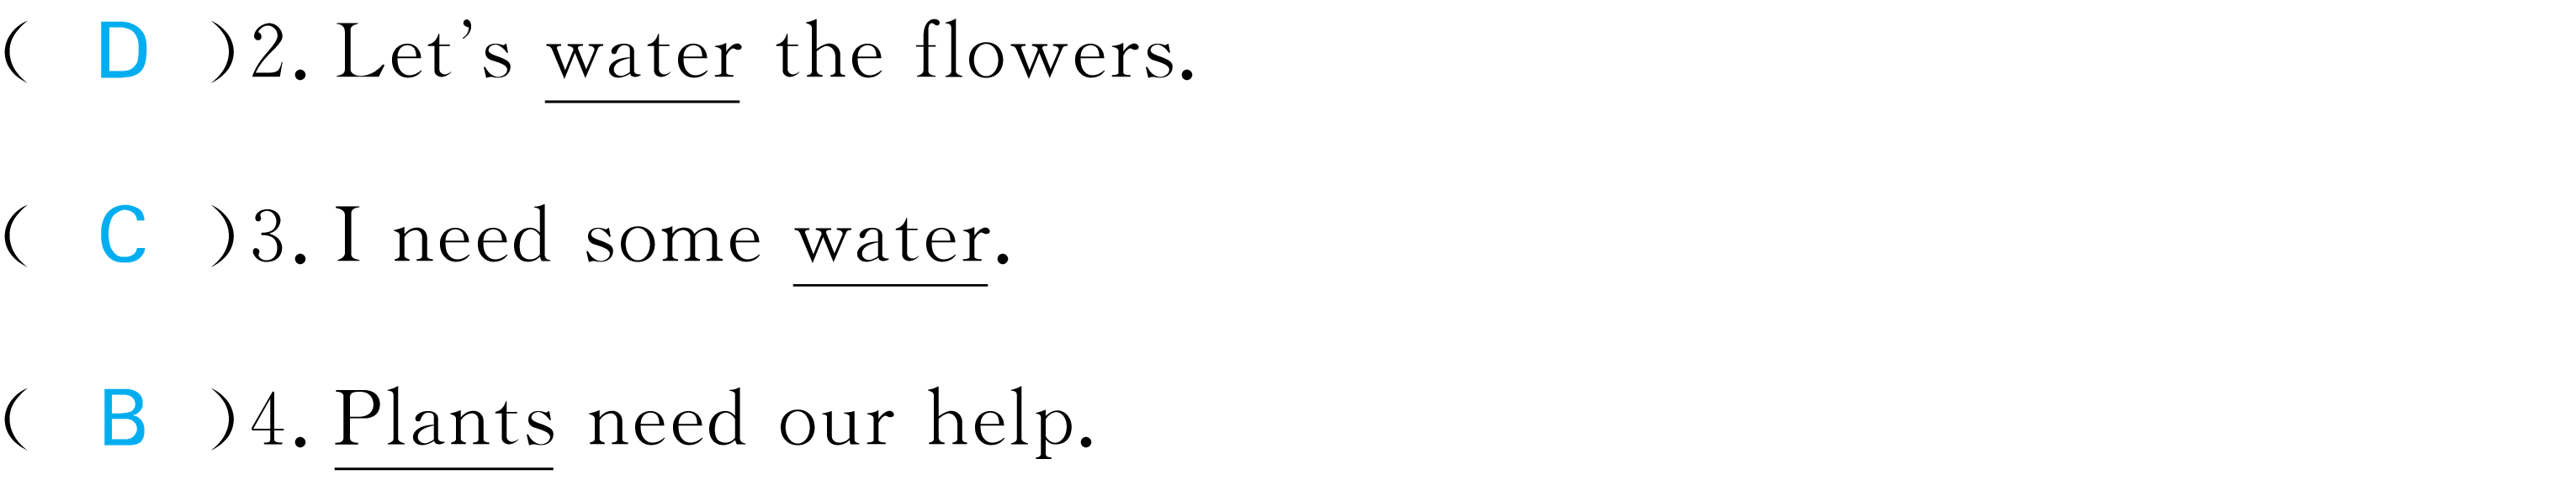 ( D )2. Let's water the flowers.
( C )3. I need some water.
( B )4. Plants need our help.